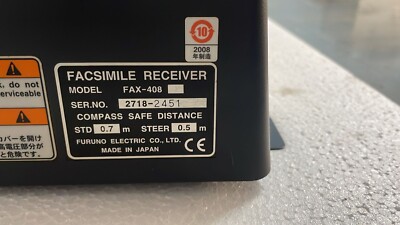 10
2008
年制造
, do not
erviceable
カバーを開け
高電圧部分が
と危険です。
FACSIMILE RECEIVER
MODEL FAX-408
SER.NO. 2718-2451
COMPASS SAFE DISTANCE
STD 0.7 m STEER 0.5 m
FURUNO ELECTRIC CO., LTD.
MADE IN JAPAN
CE